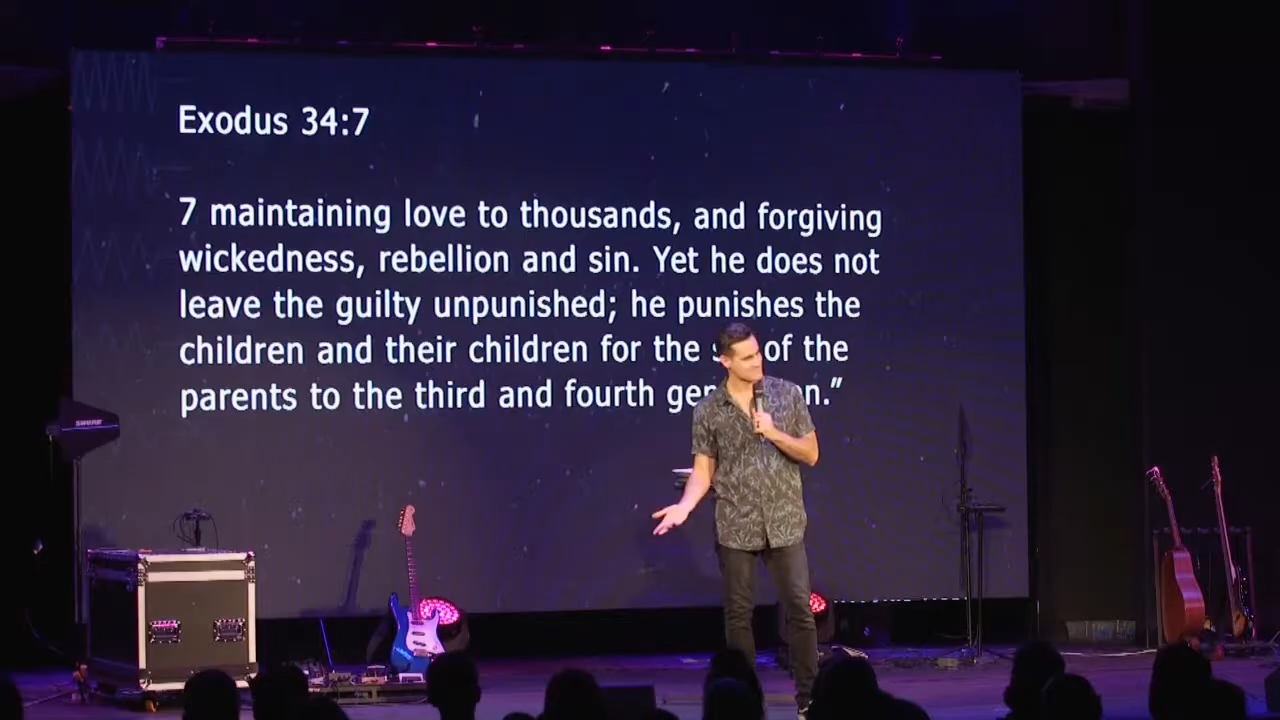 Exodus 34:7
7 maintaining love to thousands, and forgiving
wickedness, rebellion and sin. Yet he does not
leave the guilty unpunished; he punishes the
children and their children for the of the
parents to the third and fourth
SHURE